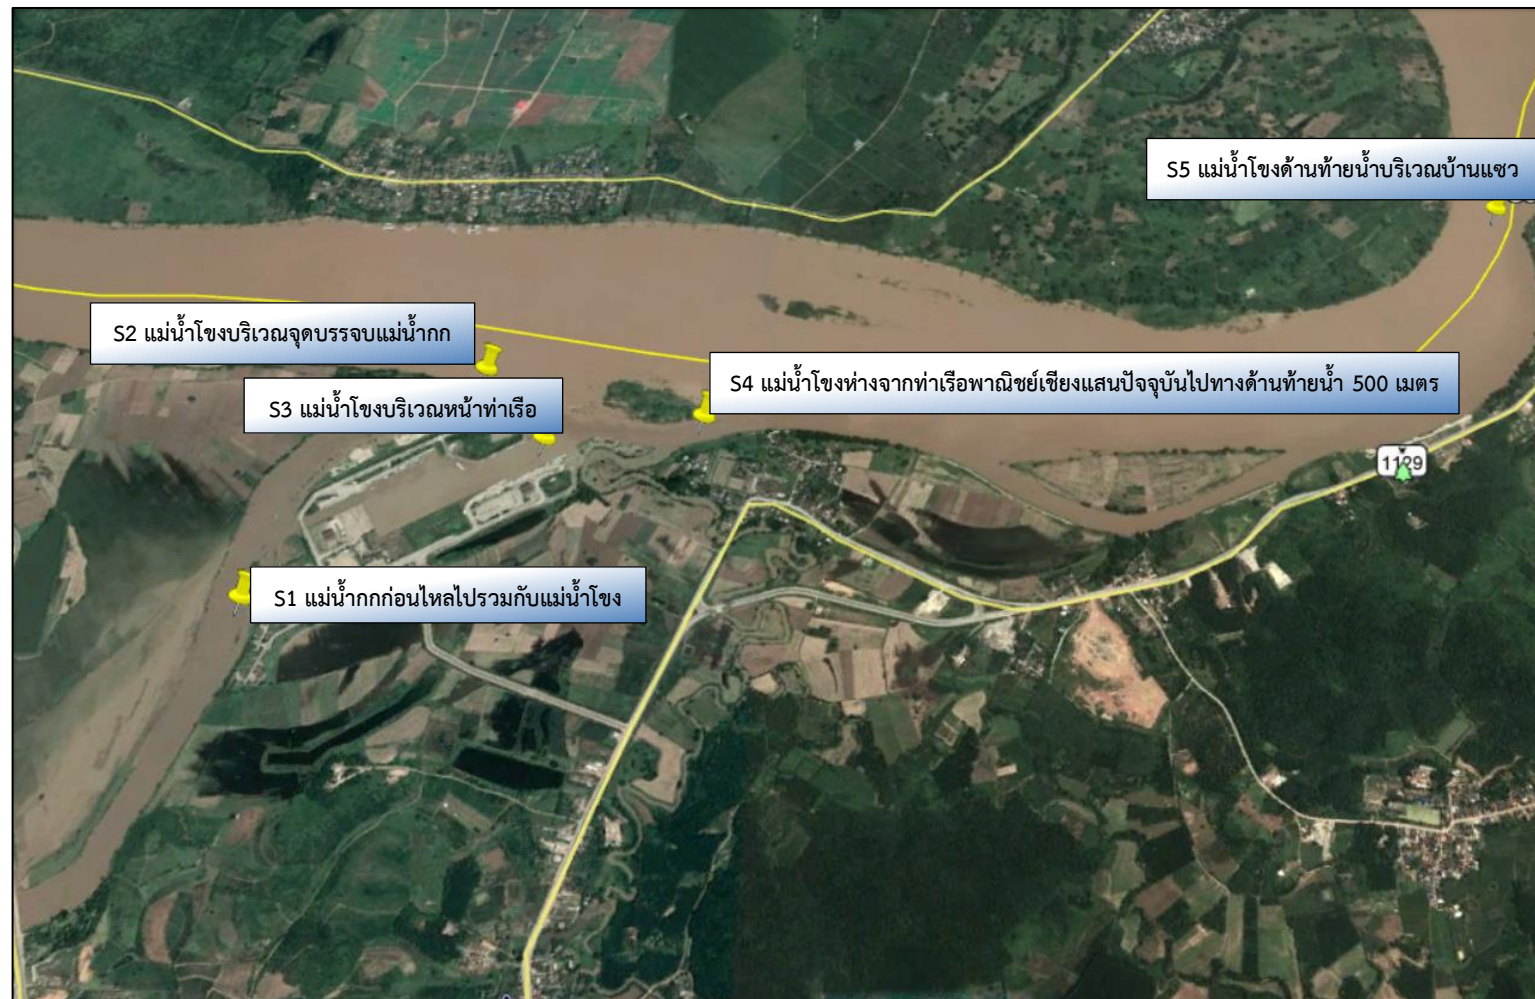 S5 แม่น้ำโขงด้านท้ายน้ำบริเวณบ้านแซว
S2 แม่น้ำโขงบริเวณจุดบรรจบแม่น้ำกก
S4 แม่น้ำโขงห่างจากท่าเรือพาณิชย์เชียงแสนปัจจุบันไปทางด้านท้ายน้ำ 500 เมตร
S3 แม่น้ำโขงบริเวณหน้าท่าเรือ
1129
S1 แม่น้ำกกก่อนไหลไปรวมกับแม่น้ำโขง